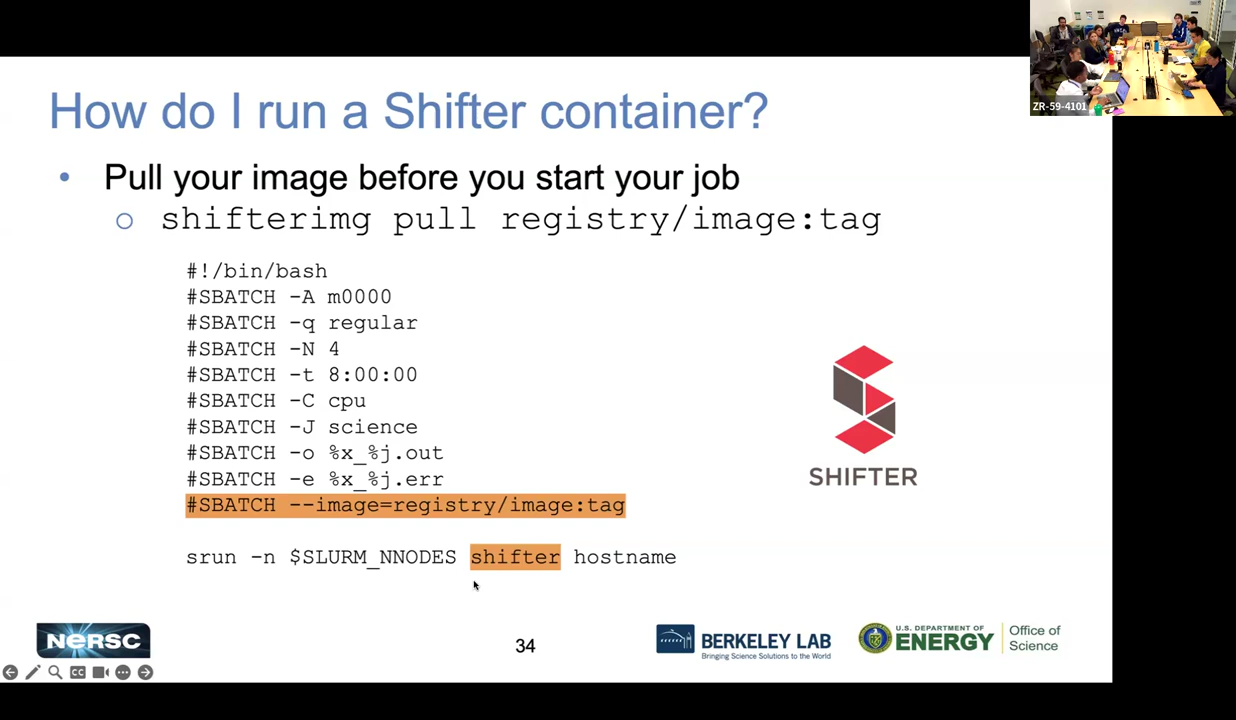 ZR-59-4101
How do I run a Shifter container?
• Pull your image before you start your job
○ shifterimg pull registry/image:tag
#!/bin/bash
#SBATCH -A m0000
#SBATCH -q regular
#SBATCH -N 4
#SBATCH -t 8:00:00
#SBATCH -C cpu
#SBATCH -J science
#SBATCH -o %x_%j.out
#SBATCH -e %x_%j.err
#SBATCH --image=registry/image:tag
srun -n $SLURM_NNODES shifter hostname
SHIFTER
NERSC
34
BERKELEY LAB
Bringing Science Solutions to the World
U.S. DEPARTMENT OF
ENERGY
Office of
Science
CC